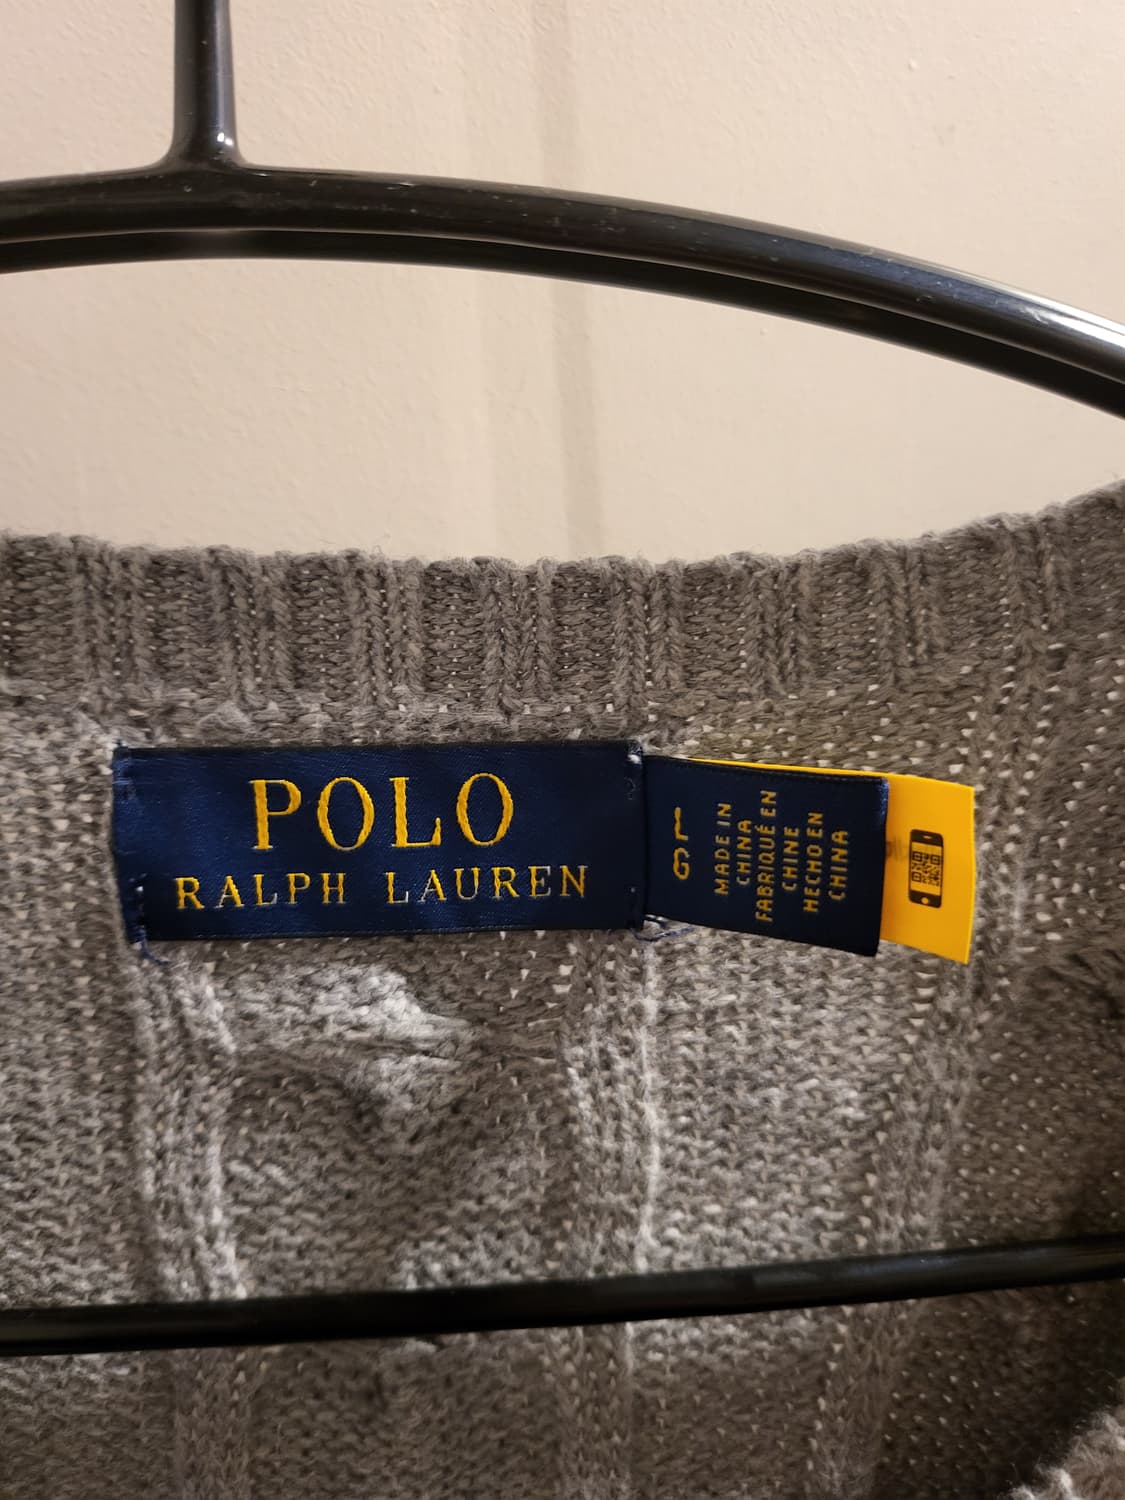 POLO
RALPH LAUREN
G L
MADE IN
CHINA
FABRIQUÉ EN
CHINE
HECHO EN
CHINA